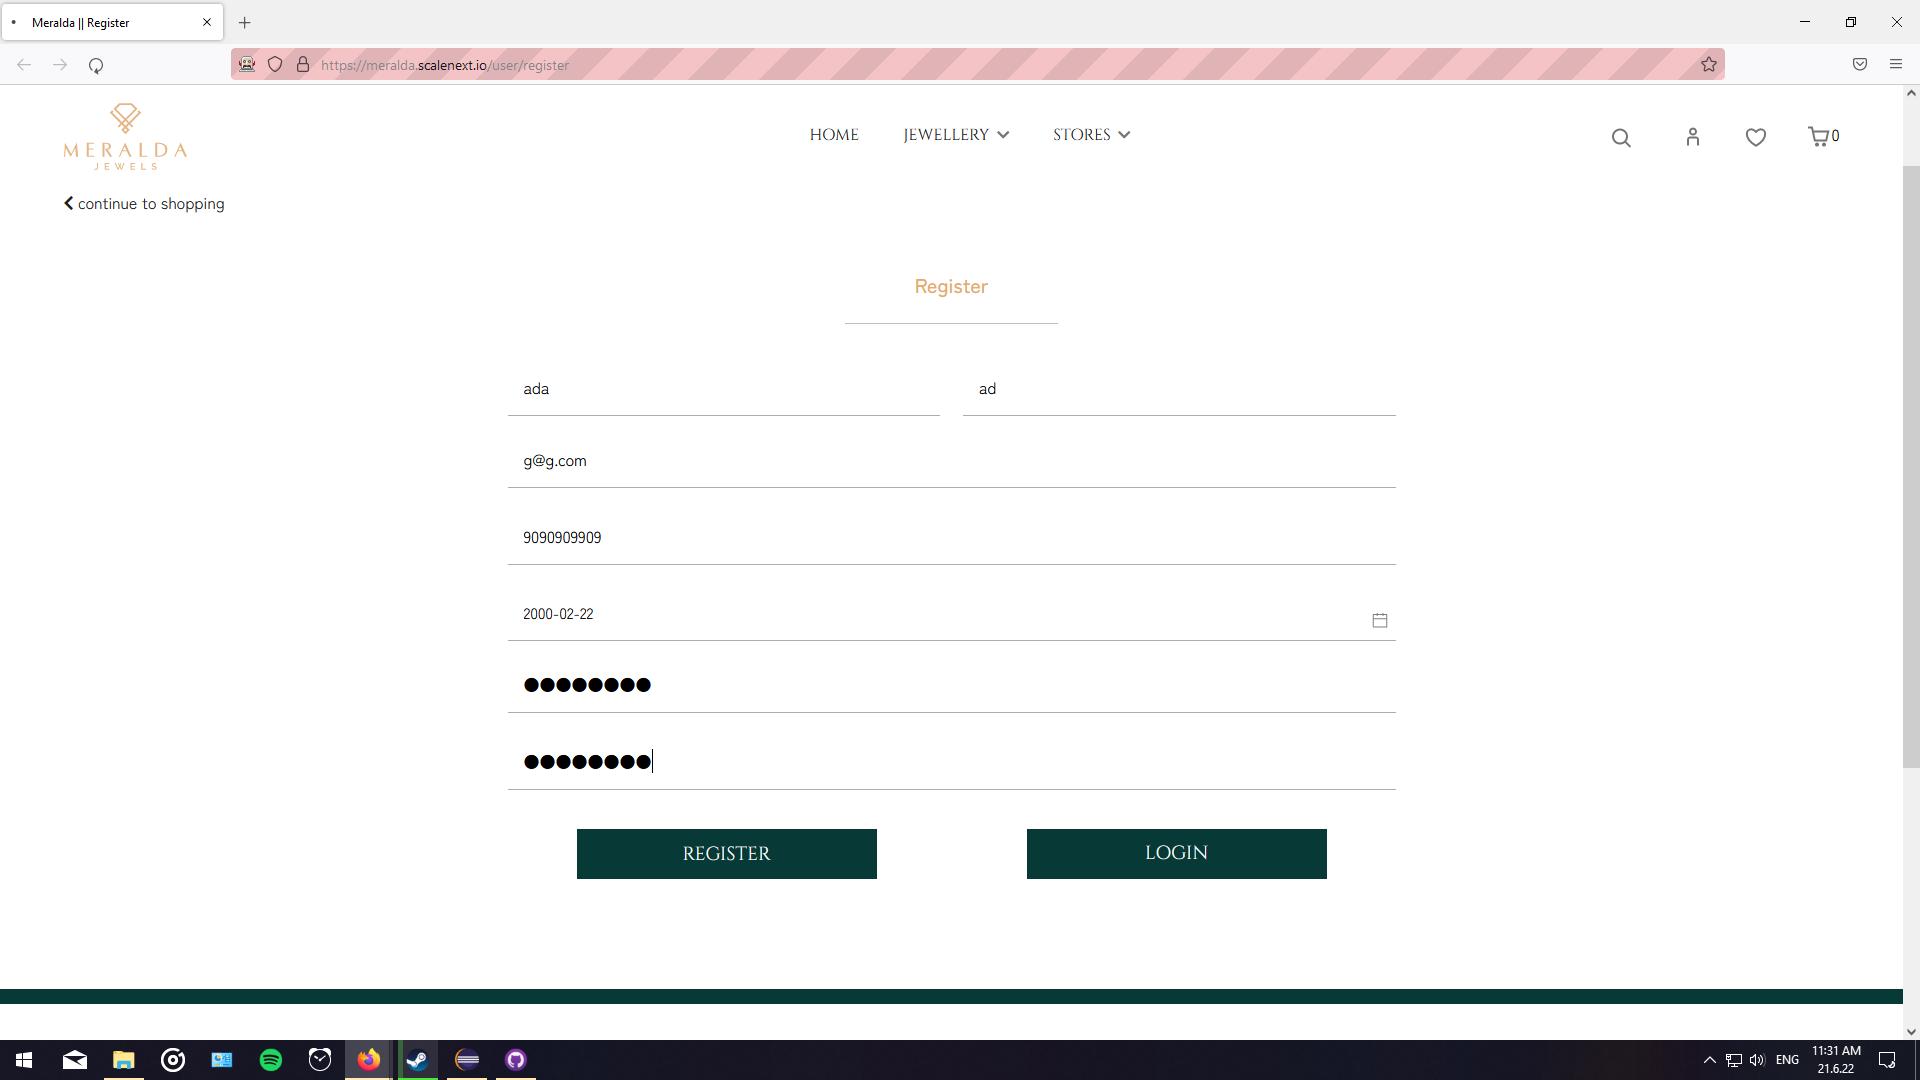 Meralda || Register
https://meralda.scalenext.io/user/register
MERALDA
JEWELS
HOME
JEWELLERY
STORES
0
continue to shopping
Register
ada
ad
g@g.com
9090909909
2000-02-22
REGISTER
LOGIN
ENG
11:31 AM
21.6.22